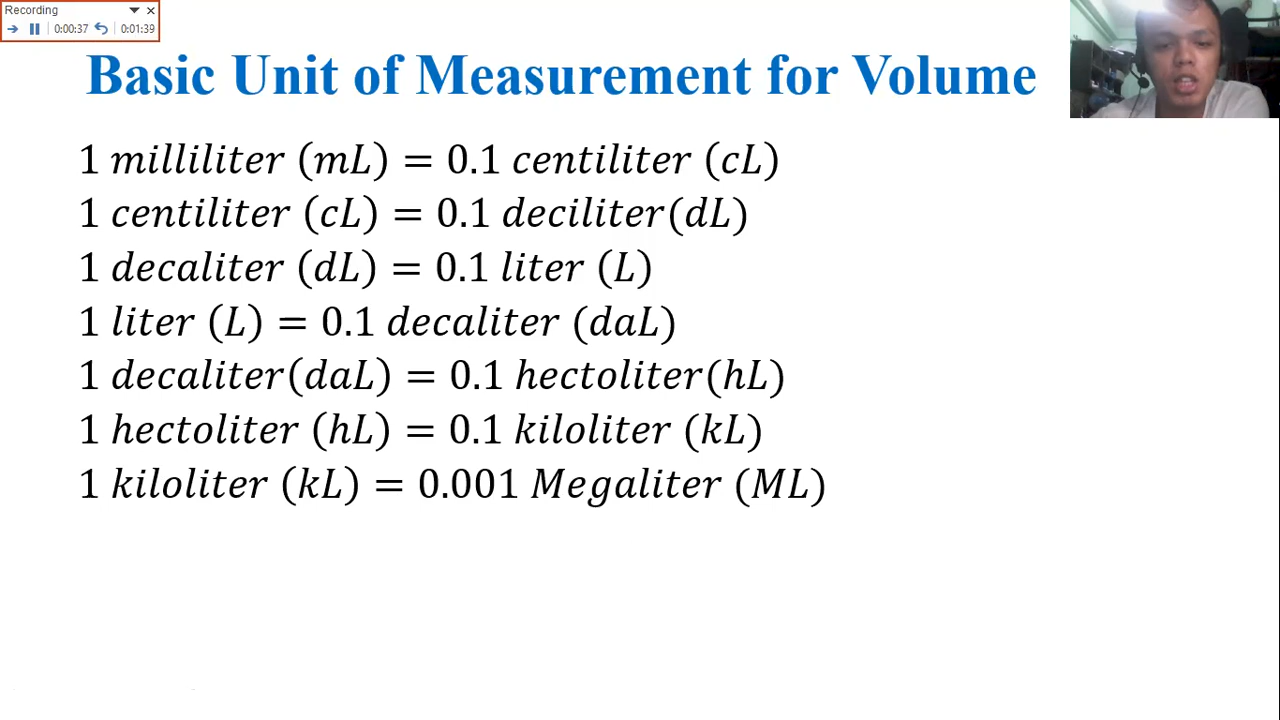 Recording
0:00:37 0:01:39
Basic Unit of Measurement for Volume
1 milliliter (mL) = 0.1 centiliter (cL)
1 centiliter (cL) = 0.1 deciliter(dL)
1 decaliter (dL) = 0.1 liter (L)
1 liter (L) = 0.1 decaliter (daL)
1 decaliter(daL) = 0.1 hectoliter(hL)
1 hectoliter (hL) = 0.1 kiloliter (kL)
1 kiloliter (kL) = 0.001 Megaliter (ML)